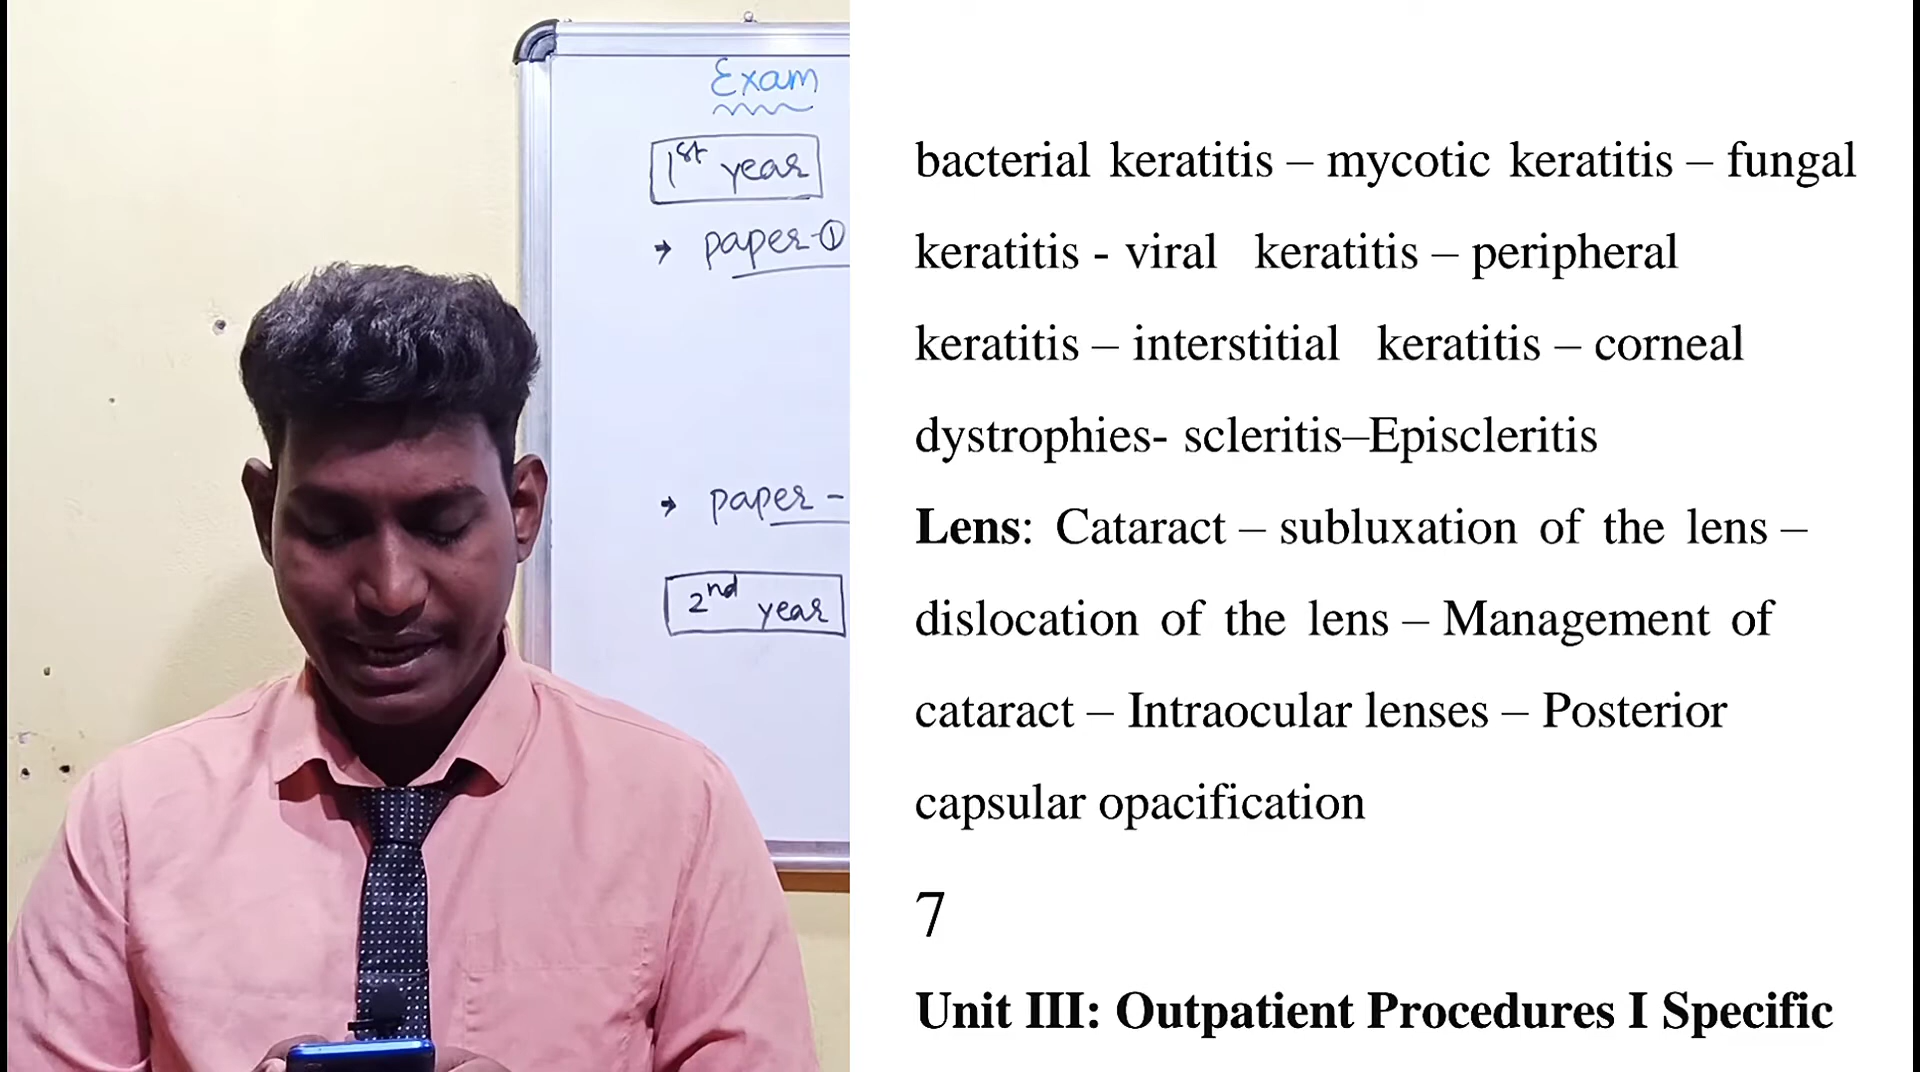 Exam
1st year
→ paper-①
→ paper -
2nd year
bacterial keratitis – mycotic keratitis – fungal
keratitis - viral keratitis – peripheral
keratitis – interstitial keratitis – corneal
dystrophies- scleritis–Episcleritis
Lens: Cataract – subluxation of the lens –
dislocation of the lens – Management of
cataract – Intraocular lenses – Posterior
capsular opacification
7
Unit III: Outpatient Procedures I Specific